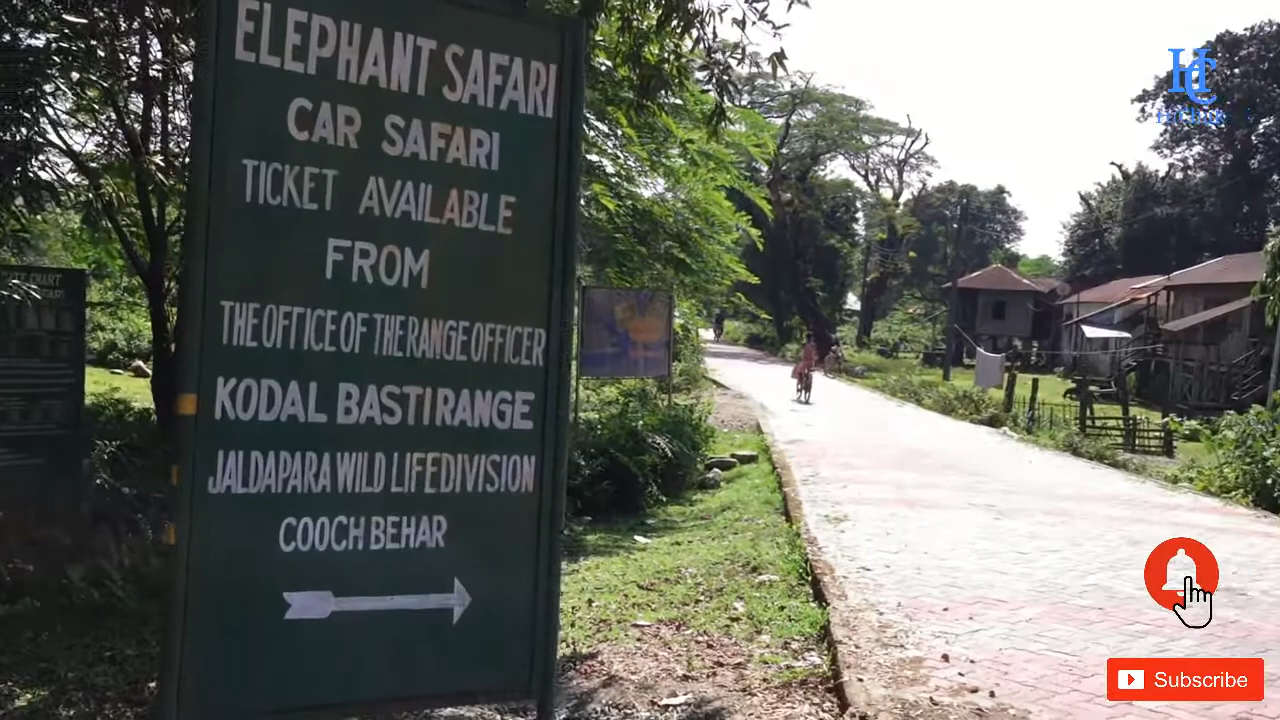 ELEPHANT SAFARI
CAR SAFARI
TICKET AVAILABLE
FROM
THE OFFICE OF THE RANGE OFFICER
KODAL BASTI RANGE
JALDAPARA WILD LIFE DIVISION
COOCH BEHAR
CHART
Subscribe